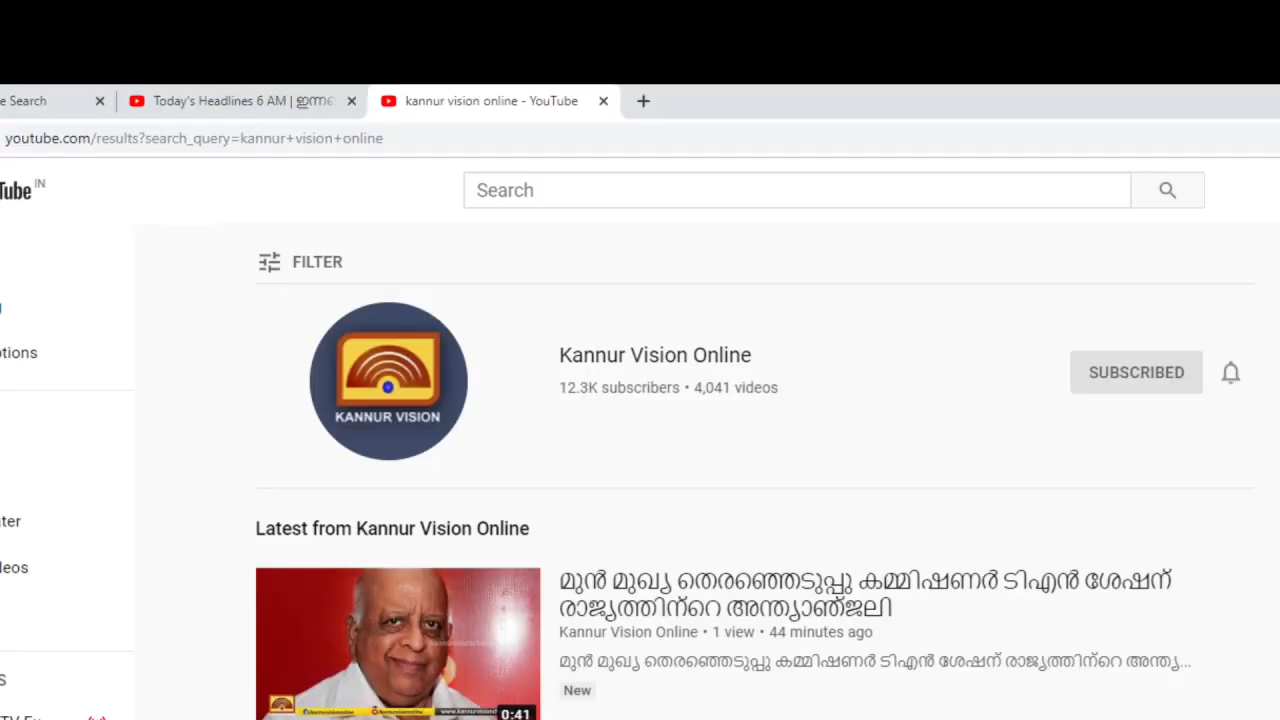 e Search
Today's Headlines 6 AM | ഇന്നത്
kannur vision online - YouTube
youtube.com/results?search_query=kannur+vision+online
Tube IN
Search
FILTER
KANNUR VISION
Kannur Vision Online
12.3K subscribers • 4,041 videos
SUBSCRIBED
ptions
Latest from Kannur Vision Online
ter
leos
മുൻ മുഖ്യ തെരഞ്ഞെടുപ്പു കമ്മിഷണർ ടിഎൻ ശേഷന്
രാജ്യത്തിന്റെ അന്ത്യാഞ്ജലി
Kannur Vision Online • 1 view • 44 minutes ago
മുൻ മുഖ്യ തെരഞ്ഞെടുപ്പു കമ്മിഷണർ ടിഎൻ ശേഷന് രാജ്യത്തിന്റെ അന്ത്യ...
New
0:41
S